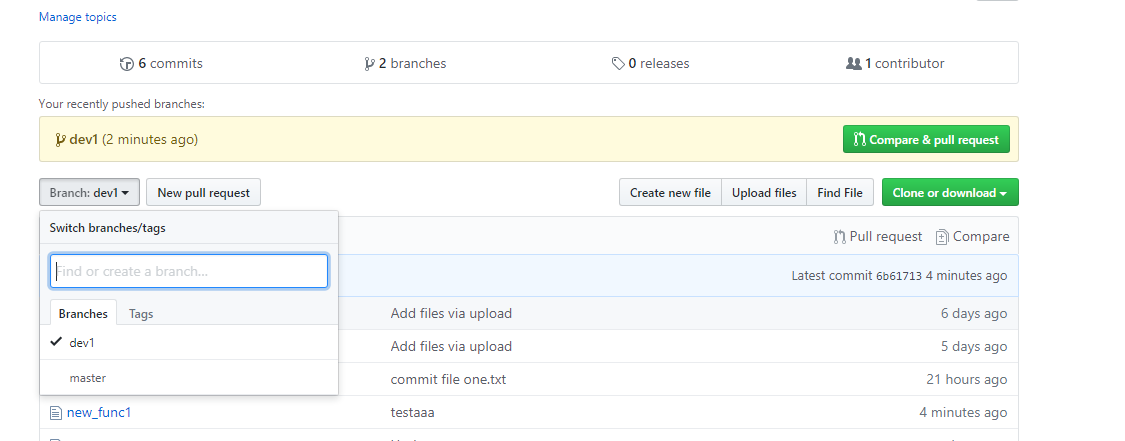 Manage topics
6 commits 2 branches 0 releases 1 contributor
Your recently pushed branches:
dev1 (2 minutes ago) Compare & pull request
Branch: dev1 New pull request Create new file Upload files Find File Clone or download
Switch branches/tags
Pull request Compare
Find or create a branch...
Latest commit 6b61713 4 minutes ago
Branches Tags
Add files via upload 6 days ago
dev1
Add files via upload 5 days ago
master
commit file one.txt 21 hours ago
new_func1 testaaa 4 minutes ago